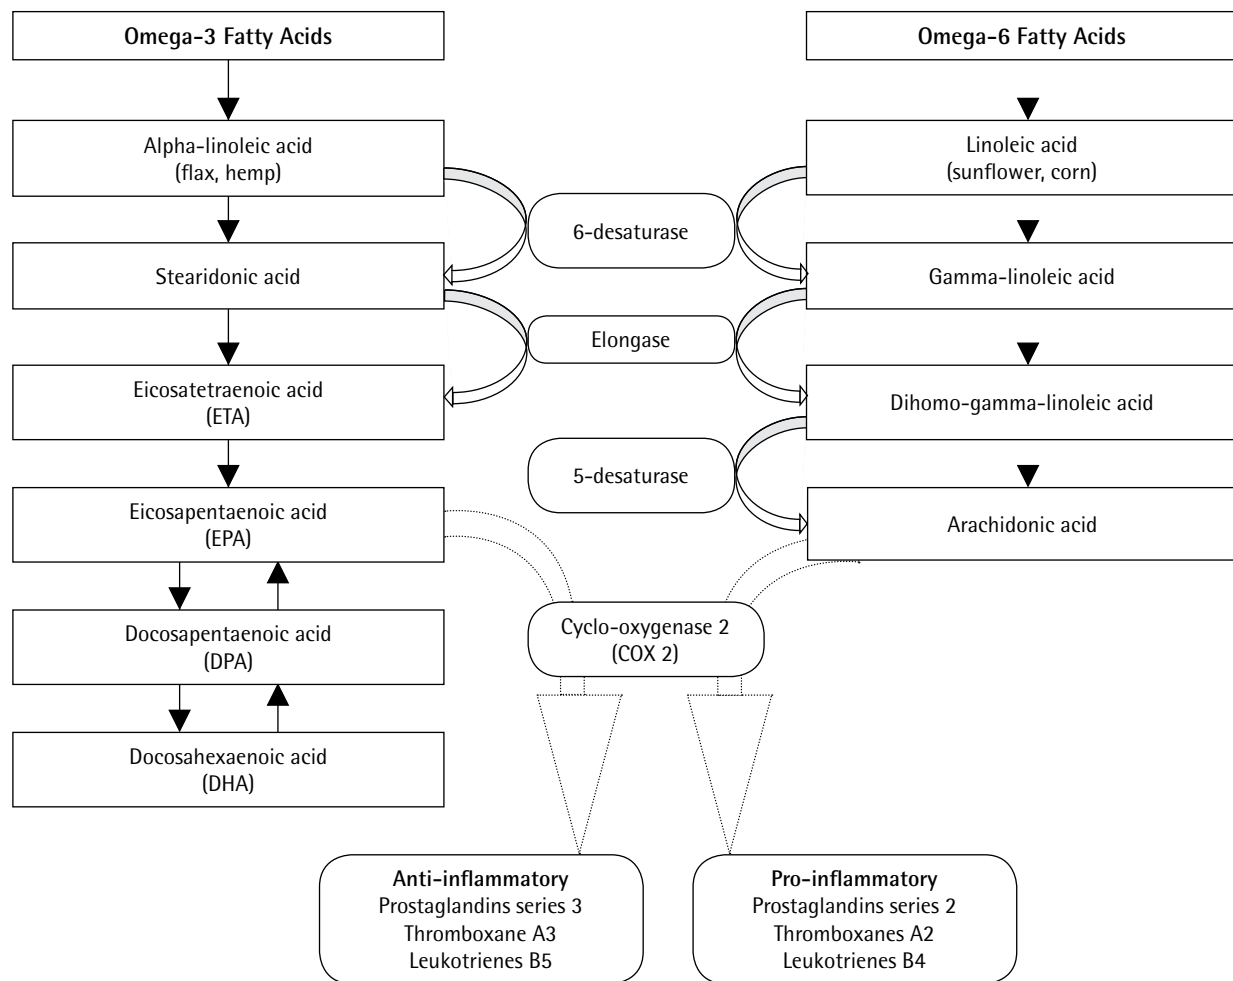 Omega-3 Fatty Acids
Omega-6 Fatty Acids
Alpha-linoleic acid
(flax, hemp)
Linoleic acid
(sunflower, corn)
6-desaturase
Stearidonic acid
Gamma-linoleic acid
Elongase
Eicosatetraenoic acid
(ETA)
Dihomo-gamma-linoleic acid
5-desaturase
Eicosapentaenoic acid
(EPA)
Arachidonic acid
Docosapentaenoic acid
(DPA)
Cyclo-oxygenase 2
(COX 2)
Docosahexaenoic acid
(DHA)
Anti-inflammatory
Prostaglandins series 3
Thromboxane A3
Leukotrienes B5
Pro-inflammatory
Prostaglandins series 2
Thromboxanes A2
Leukotrienes B4